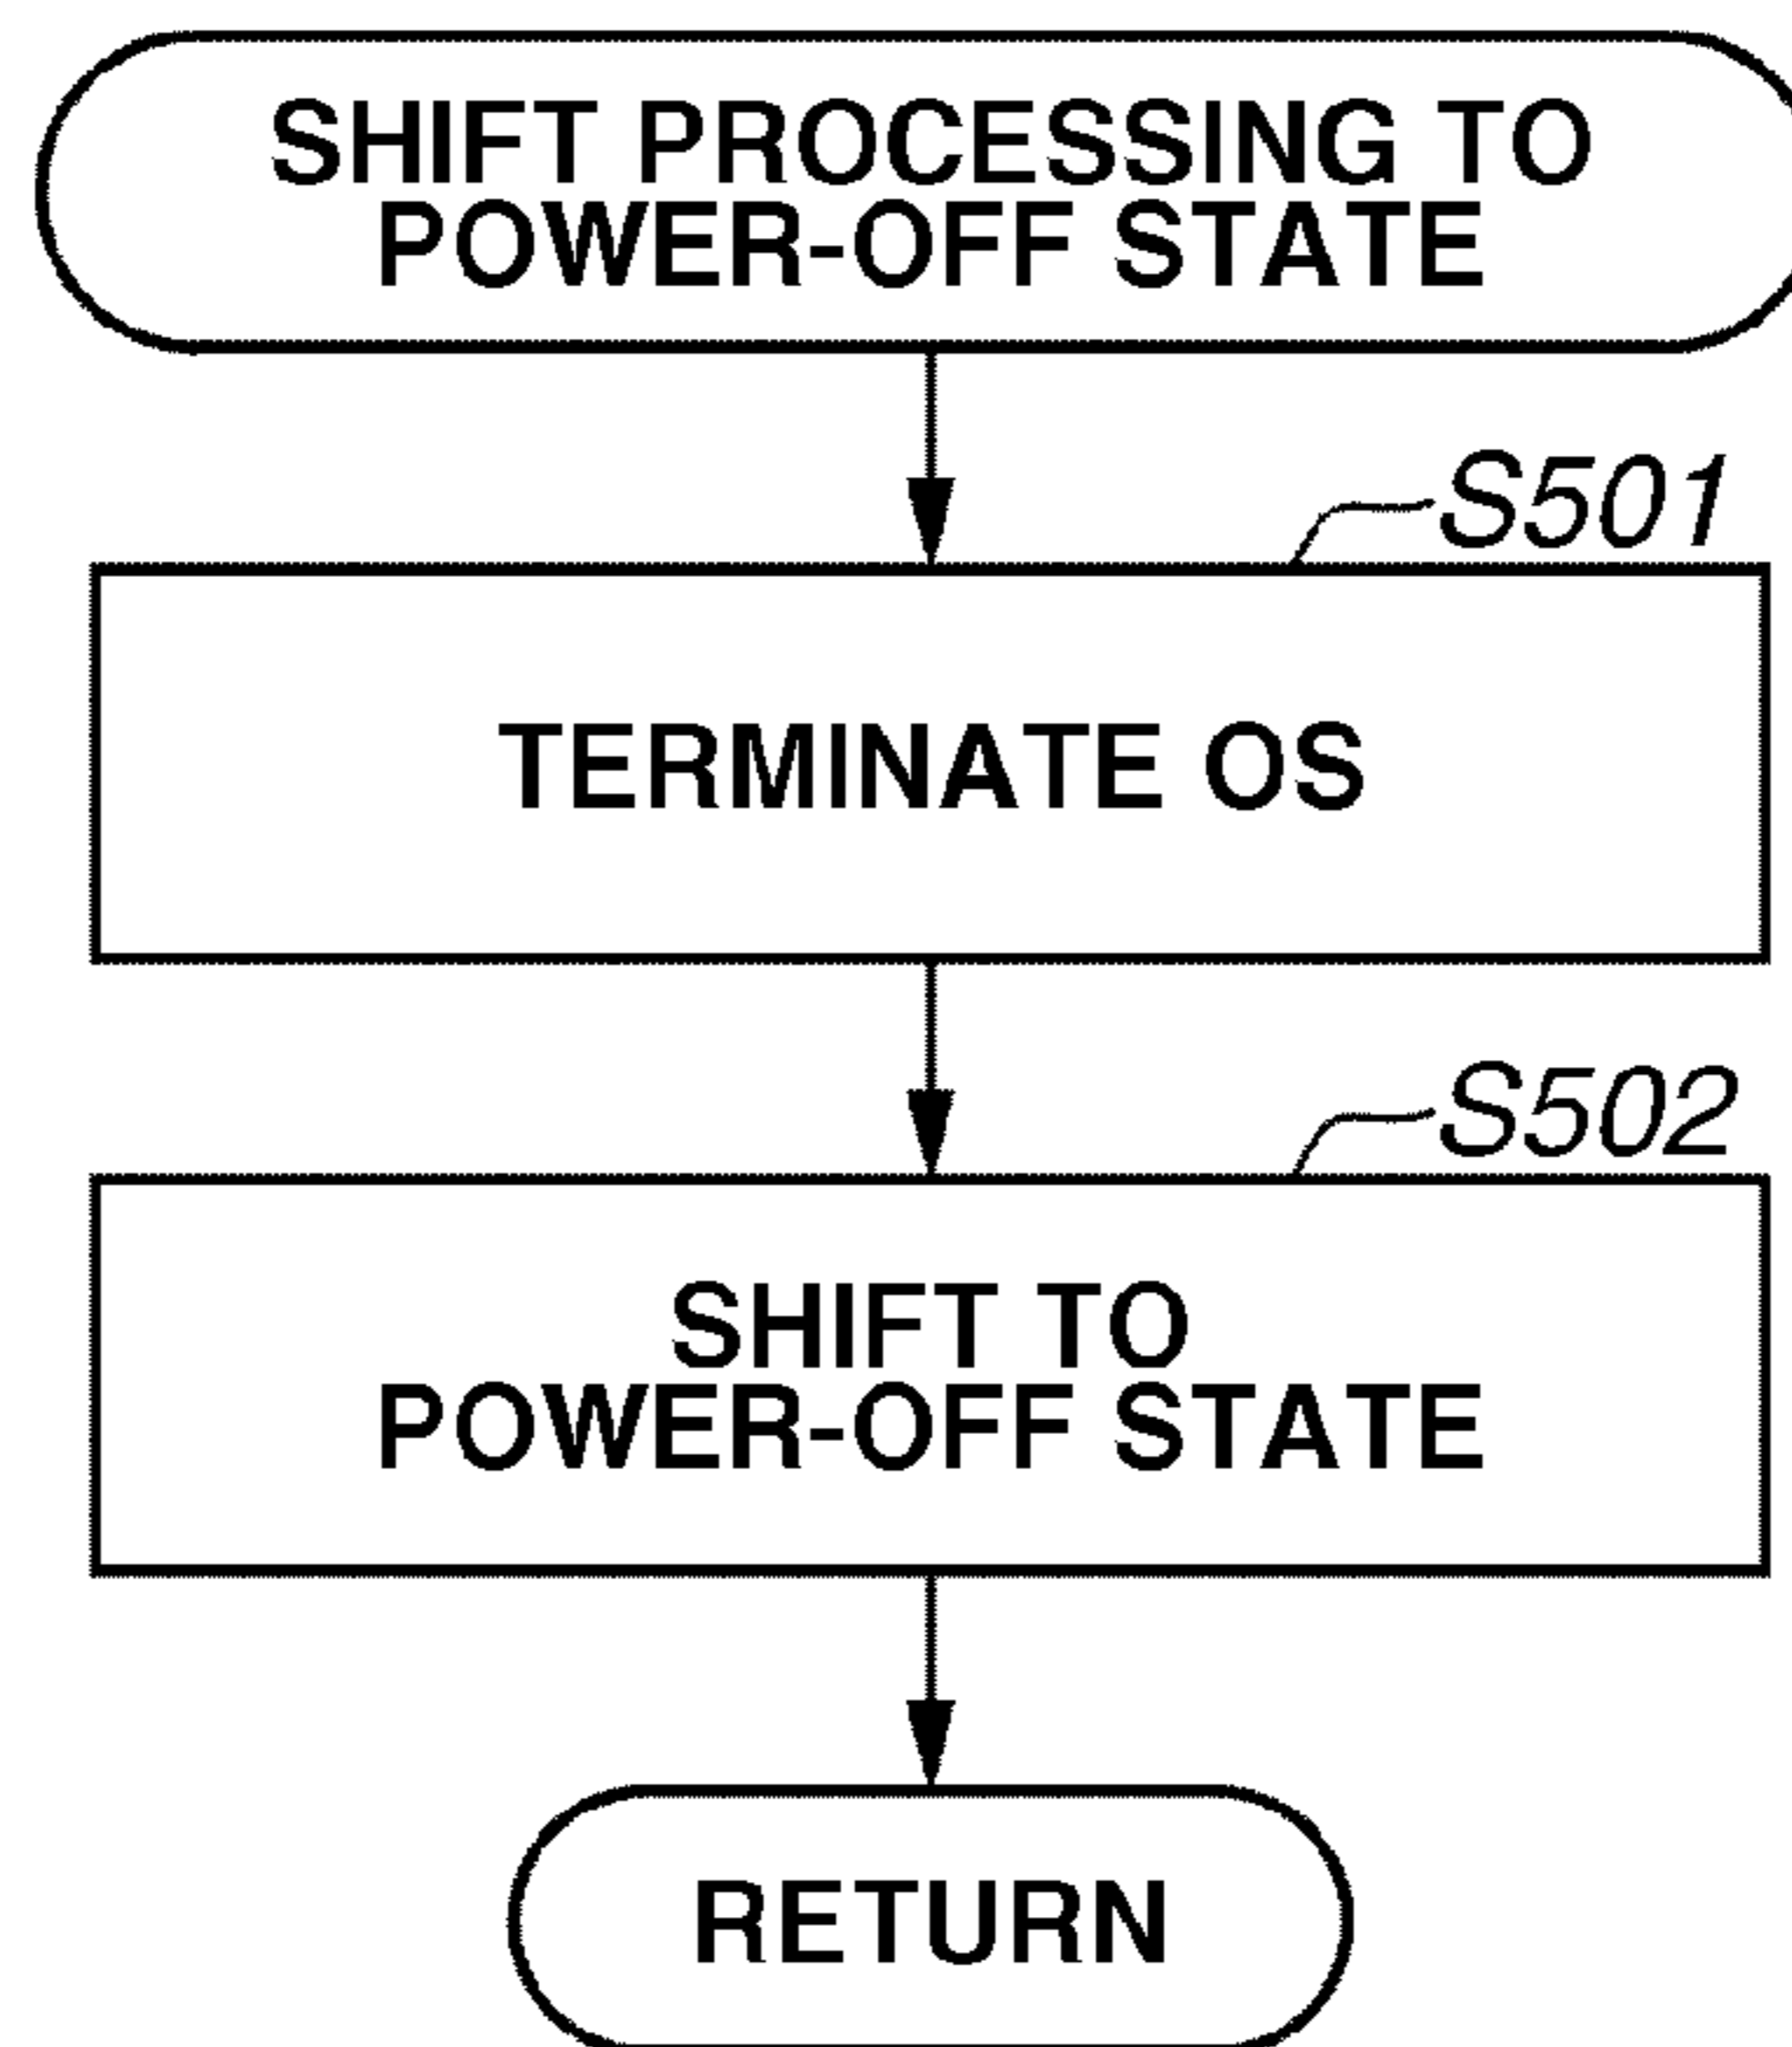 SHIFT PROCESSING TO
POWER-OFF STATE
S501
TERMINATE OS
S502
SHIFT TO
POWER-OFF STATE
RETURN